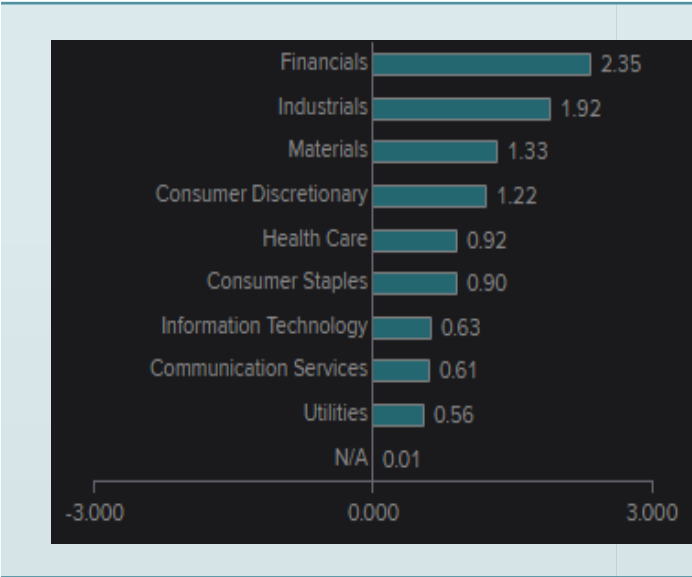 Financials 2.35
Industrials 1.92
Materials 1.33
Consumer Discretionary 1.22
Health Care 0.92
Consumer Staples 0.90
Information Technology 0.63
Communication Services 0.61
Utilities 0.56
N/A 0.01
-3.000 0.000 3.000